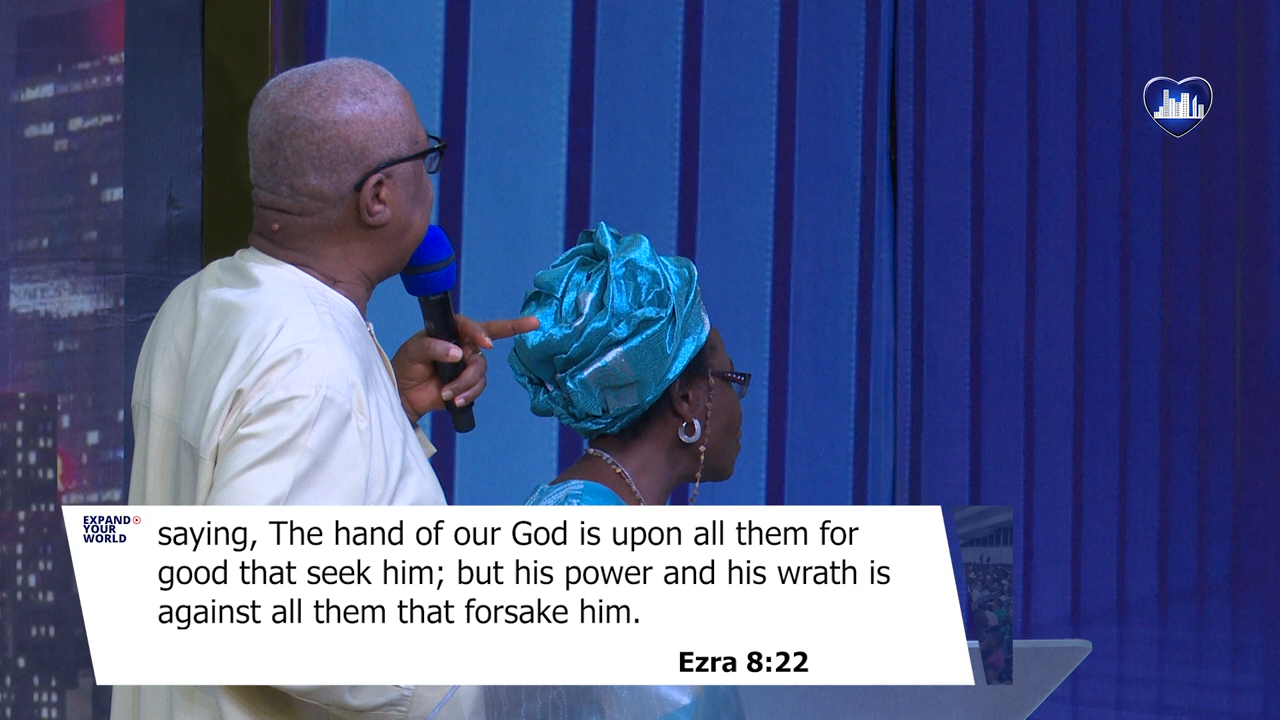 EXPAND
YOUR
WORLD
saying, The hand of our God is upon all them for
good that seek him; but his power and his wrath is
against all them that forsake him.
Ezra 8:22